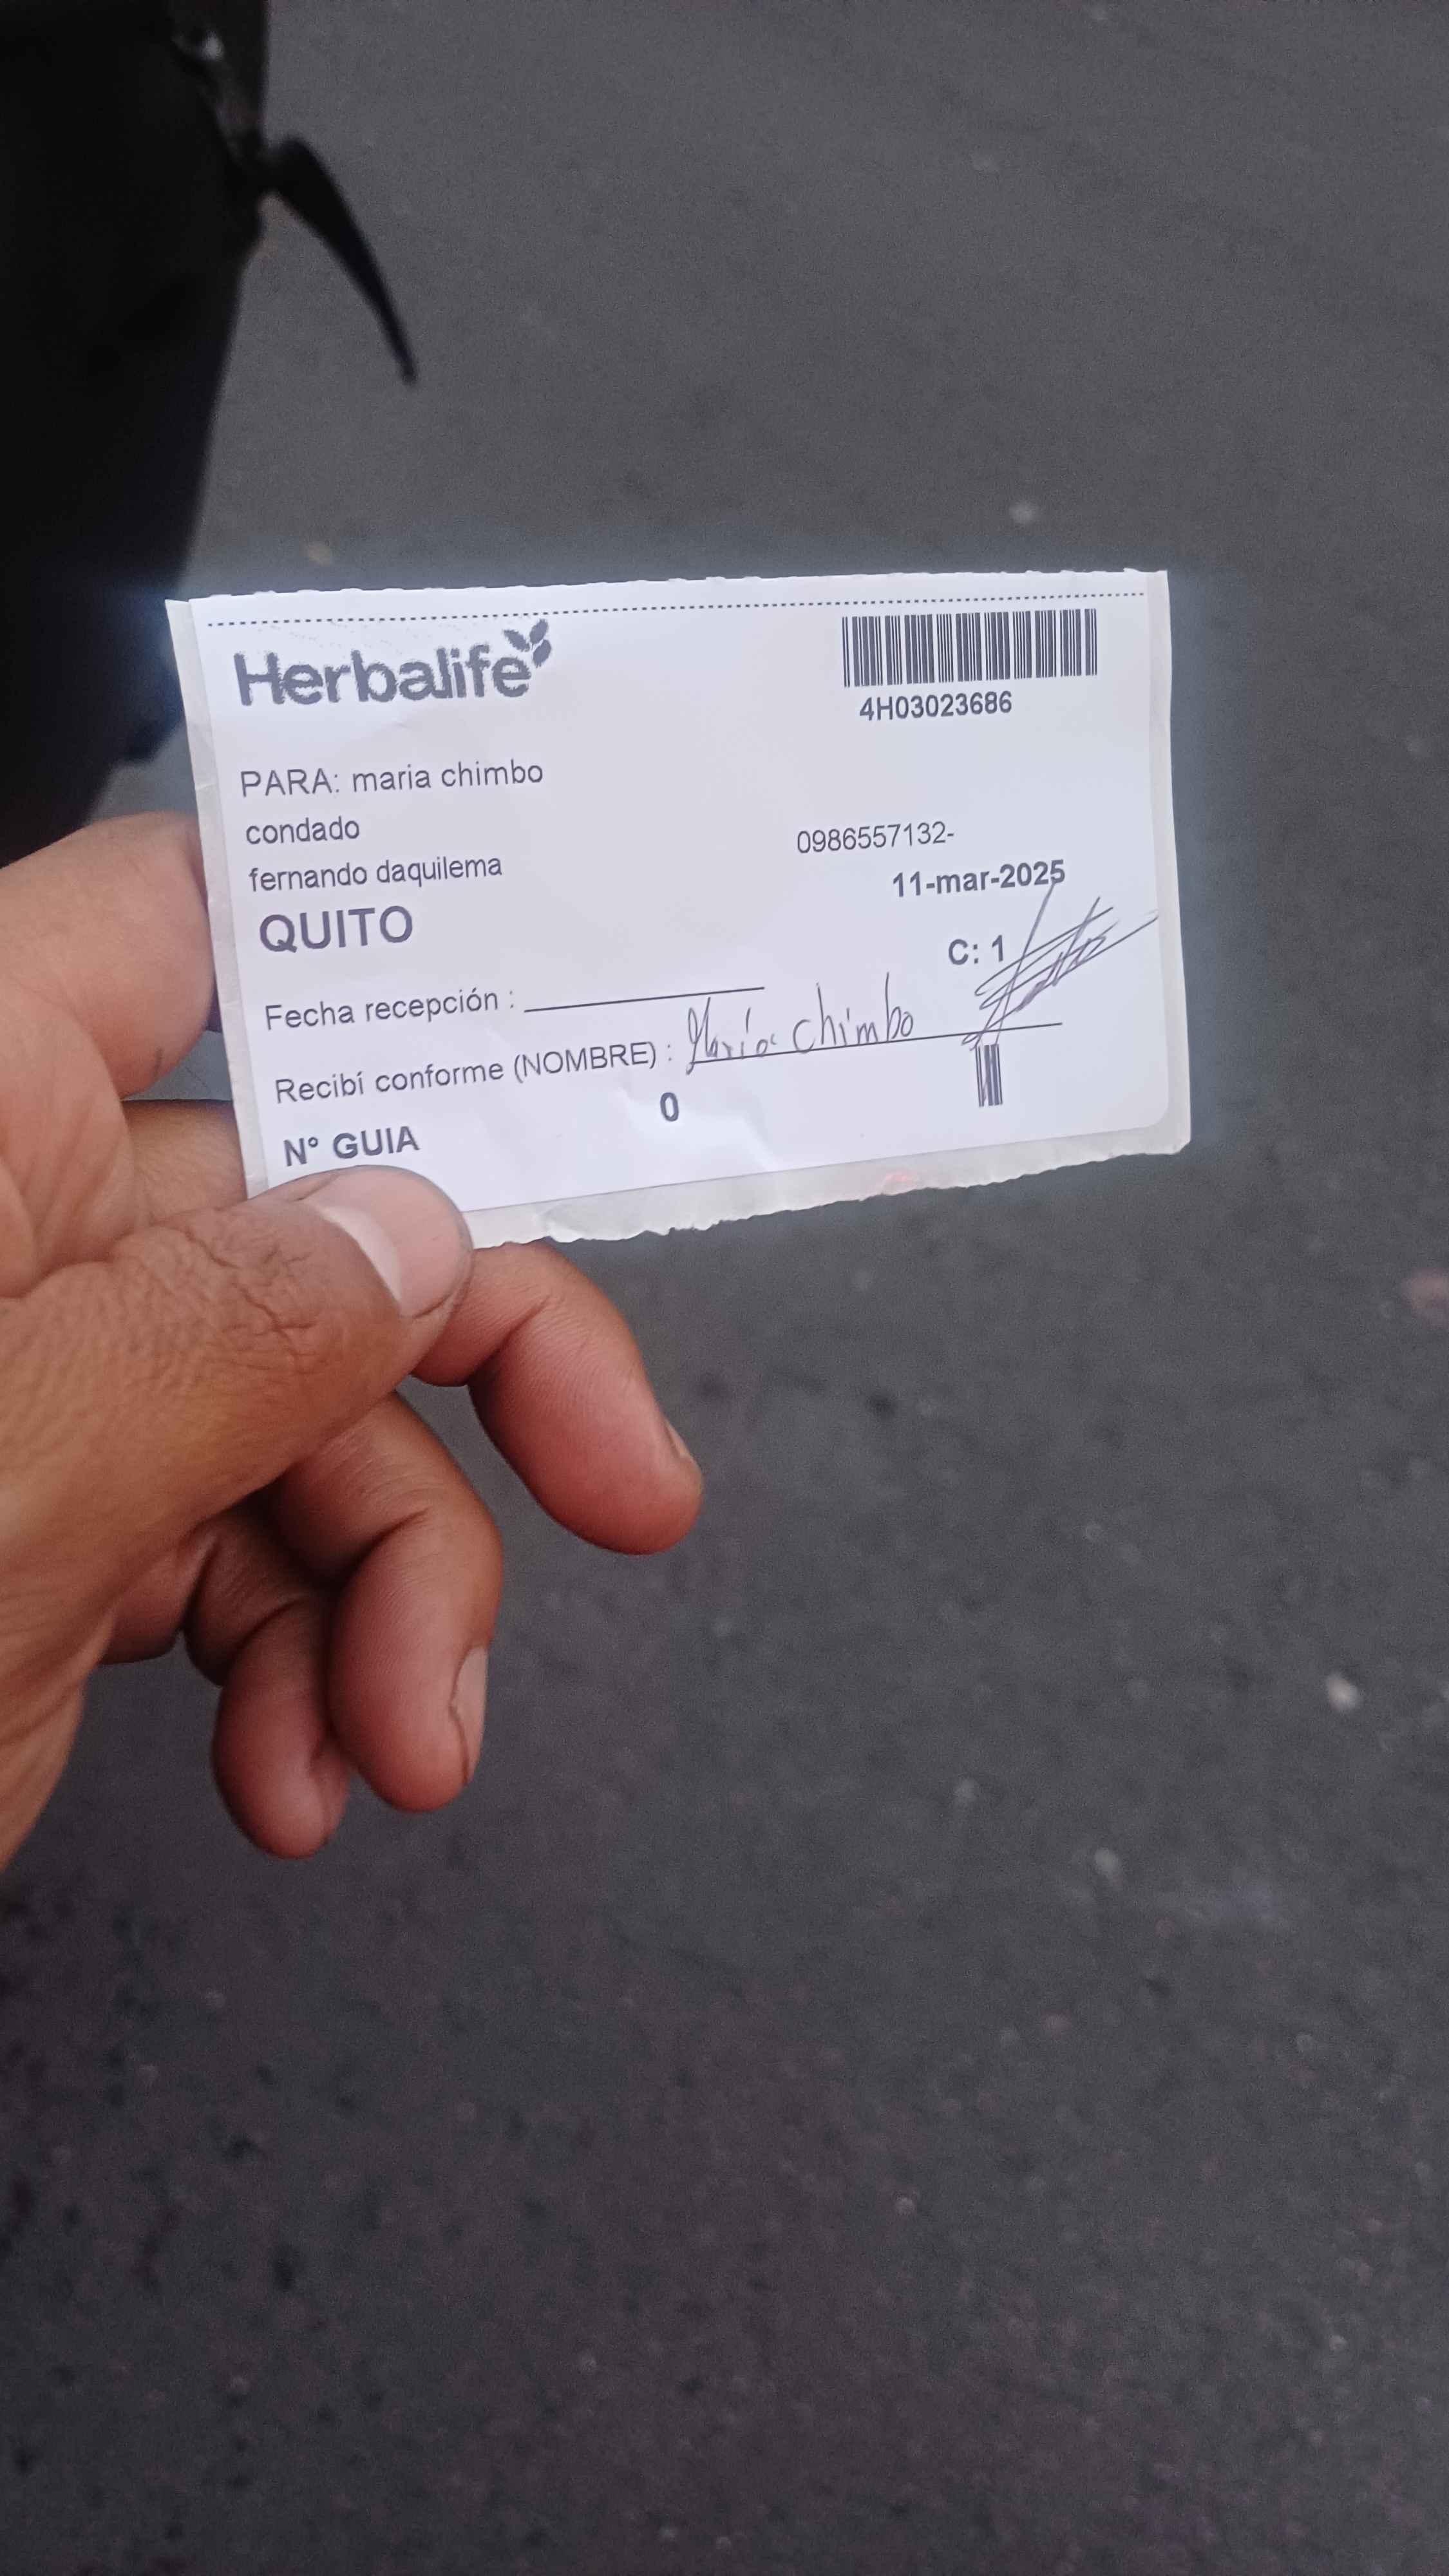 Herbalife
4H03023686
PARA: maria chimbo
condado
0986557132-
fernando daquilema
11-mar-2025
QUITO
C: 1
Fecha recepción :
Recibí conforme (NOMBRE) : María Chimbo
N° GUIA 0